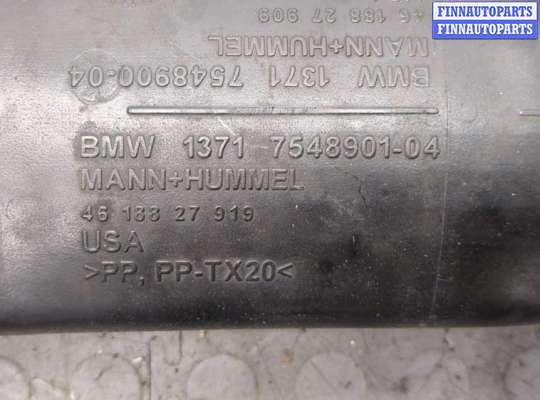 FINNAUTOPARTS
FINNAUTOPARTS
46 188 27 909
MANN+HUMMEL
BMW 1371 7548900-04
BMW 1371 7548901-04
MANN+HUMMEL
46 188 27 919
USA
>PP, PP-TX20<